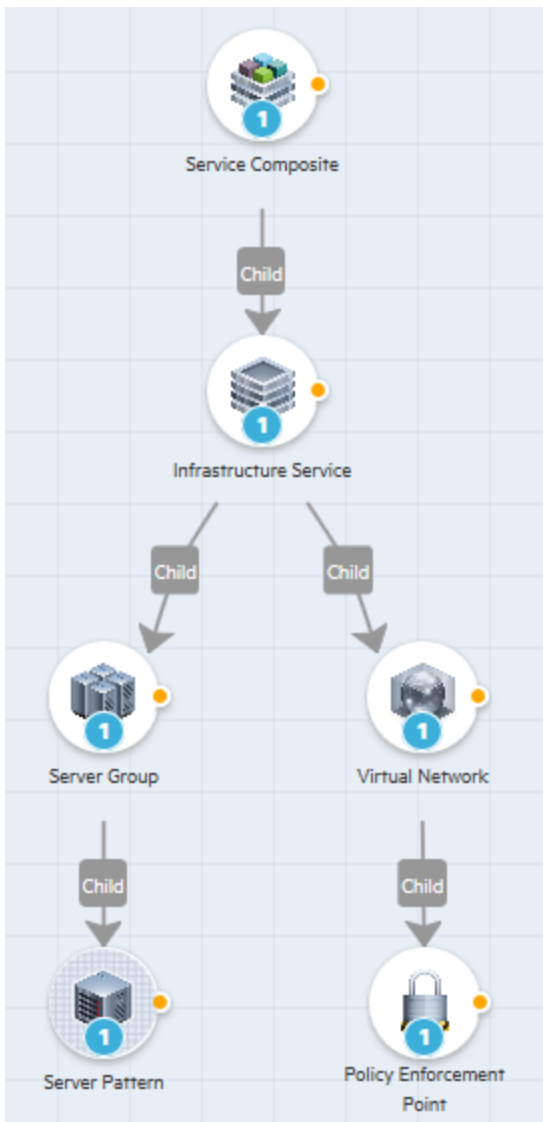 1
Service Composite
Child
1
Infrastructure Service
Child
Child
1
Server Group
1
Virtual Network
Child
Child
1
Server Pattern
1
Policy Enforcement
Point